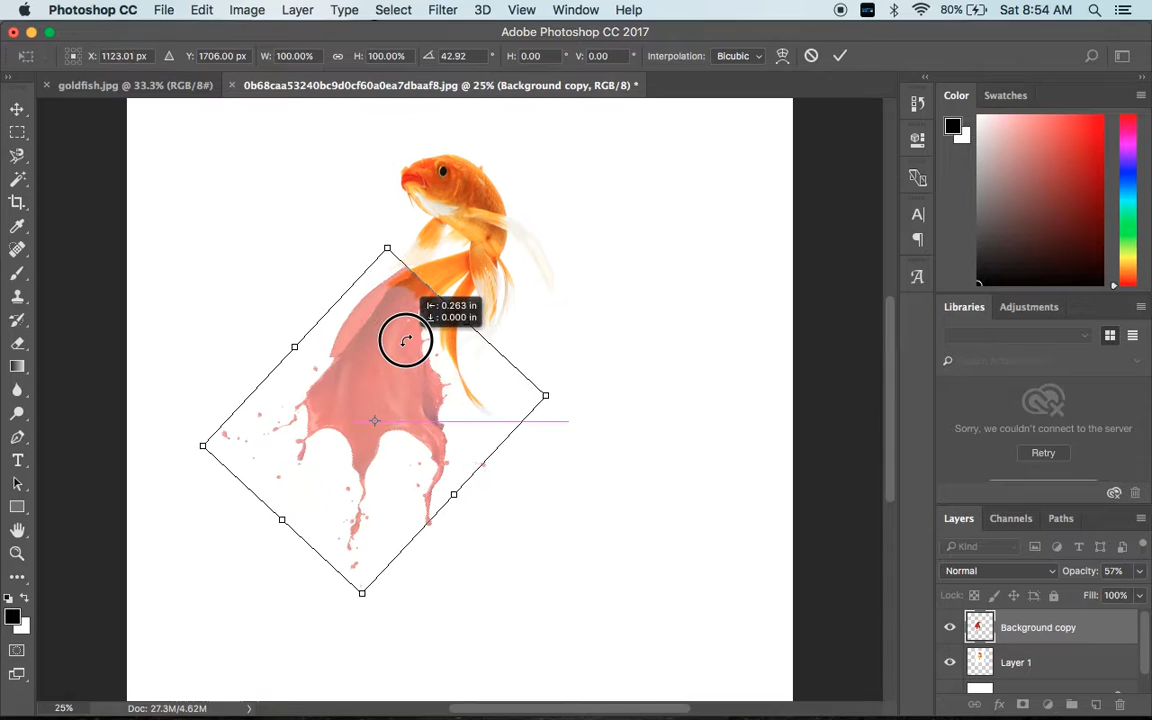 Photoshop CC File Edit Image Layer Type Select Filter 3D View Window Help 80% Sat 8:54 AM
Adobe Photoshop CC 2017
X: 1123.01 px Y: 1706.00 px W: 100.00% H: 100.00% 42.92 ° H: 0.00 ° V: 0.00 ° Interpolation: Bicubic
goldfish.jpg @ 33.3% (RGB/8#) 0b68caa53240bc9d0cf60a0ea7dbaaf8.jpg @ 25% (Background copy, RGB/8) *
Color Swatches
: 0.263 in
: 0.000 in
Libraries Adjustments
Sorry, we couldn't connect to the server
Retry
Layers Channels Paths
Kind
Normal Opacity: 57%
Lock: Fill: 100%
Background copy
Layer 1
25% Doc: 27.3M/4.62M